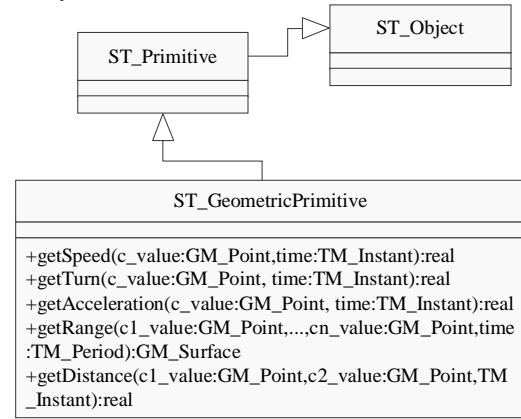 ST_Object
ST_Primitive
ST_GeometricPrimitive
+getSpeed(c_value:GM_Point,time:TM_Instant):real
+getTurn(c_value:GM_Point, time:TM_Instant):real
+getAcceleration(c_value:GM_Point, time:TM_Instant):real
+getRange(c1_value:GM_Point,...,cn_value:GM_Point,time
:TM_Period):GM_Surface
+getDistance(c1_value:GM_Point,c2_value:GM_Point,TM
_Instant):real